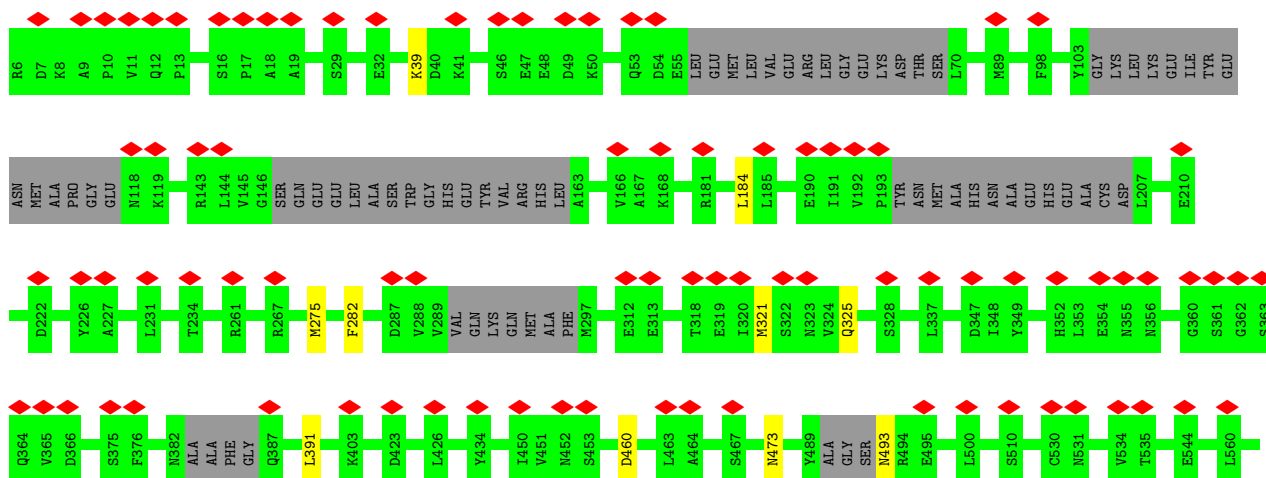 R6 D7 K8 A9 P10 V11 Q12 P13 S16 P17 A18 A19 S29 E32 K39 D40 K41 S46 E47 E48 D49 K50 Q53 D54 E55 LEU GLU MET LEU VAL GLU ARG LEU GLY GLU LYS ASP THR SER L70 M89 F98 Y103 GLY LYS LEU LYS GLU ILE TYR GLU
ASN MET ALA PRO GLY GLU N118 K119 R143 L144 V145 G146 SER GLN GLU GLU LEU ALA SER TRP GLY HIS GLU TYR VAL ARG HIS LEU A163 V166 A167 K168 R181 L184 L185 E190 I191 V192 P193 TYR ASN MET ALA HIS ASN ALA GLU HIS GLU ALA CYS ASP L207 E210
D222 Y226 A227 L231 T234 R261 R267 M275 F282 D287 V288 V289 VAL GLN LYS GLN MET ALA PHE M297 E312 E313 T318 E319 I320 M321 S322 N323 V324 Q325 S328 L337 D347 I348 Y349 H352 L353 E354 N355 N356 G360 S361 G362 S363
Q364 V365 D366 S375 F376 N382 ALA ALA PHE GLY Q387 L391 K403 D423 L426 Y434 I450 V451 N452 S453 D460 L463 A464 S467 N473 Y489 ALA GLY SER N493 R494 E495 L500 S510 C530 N531 V534 T535 E544 L560